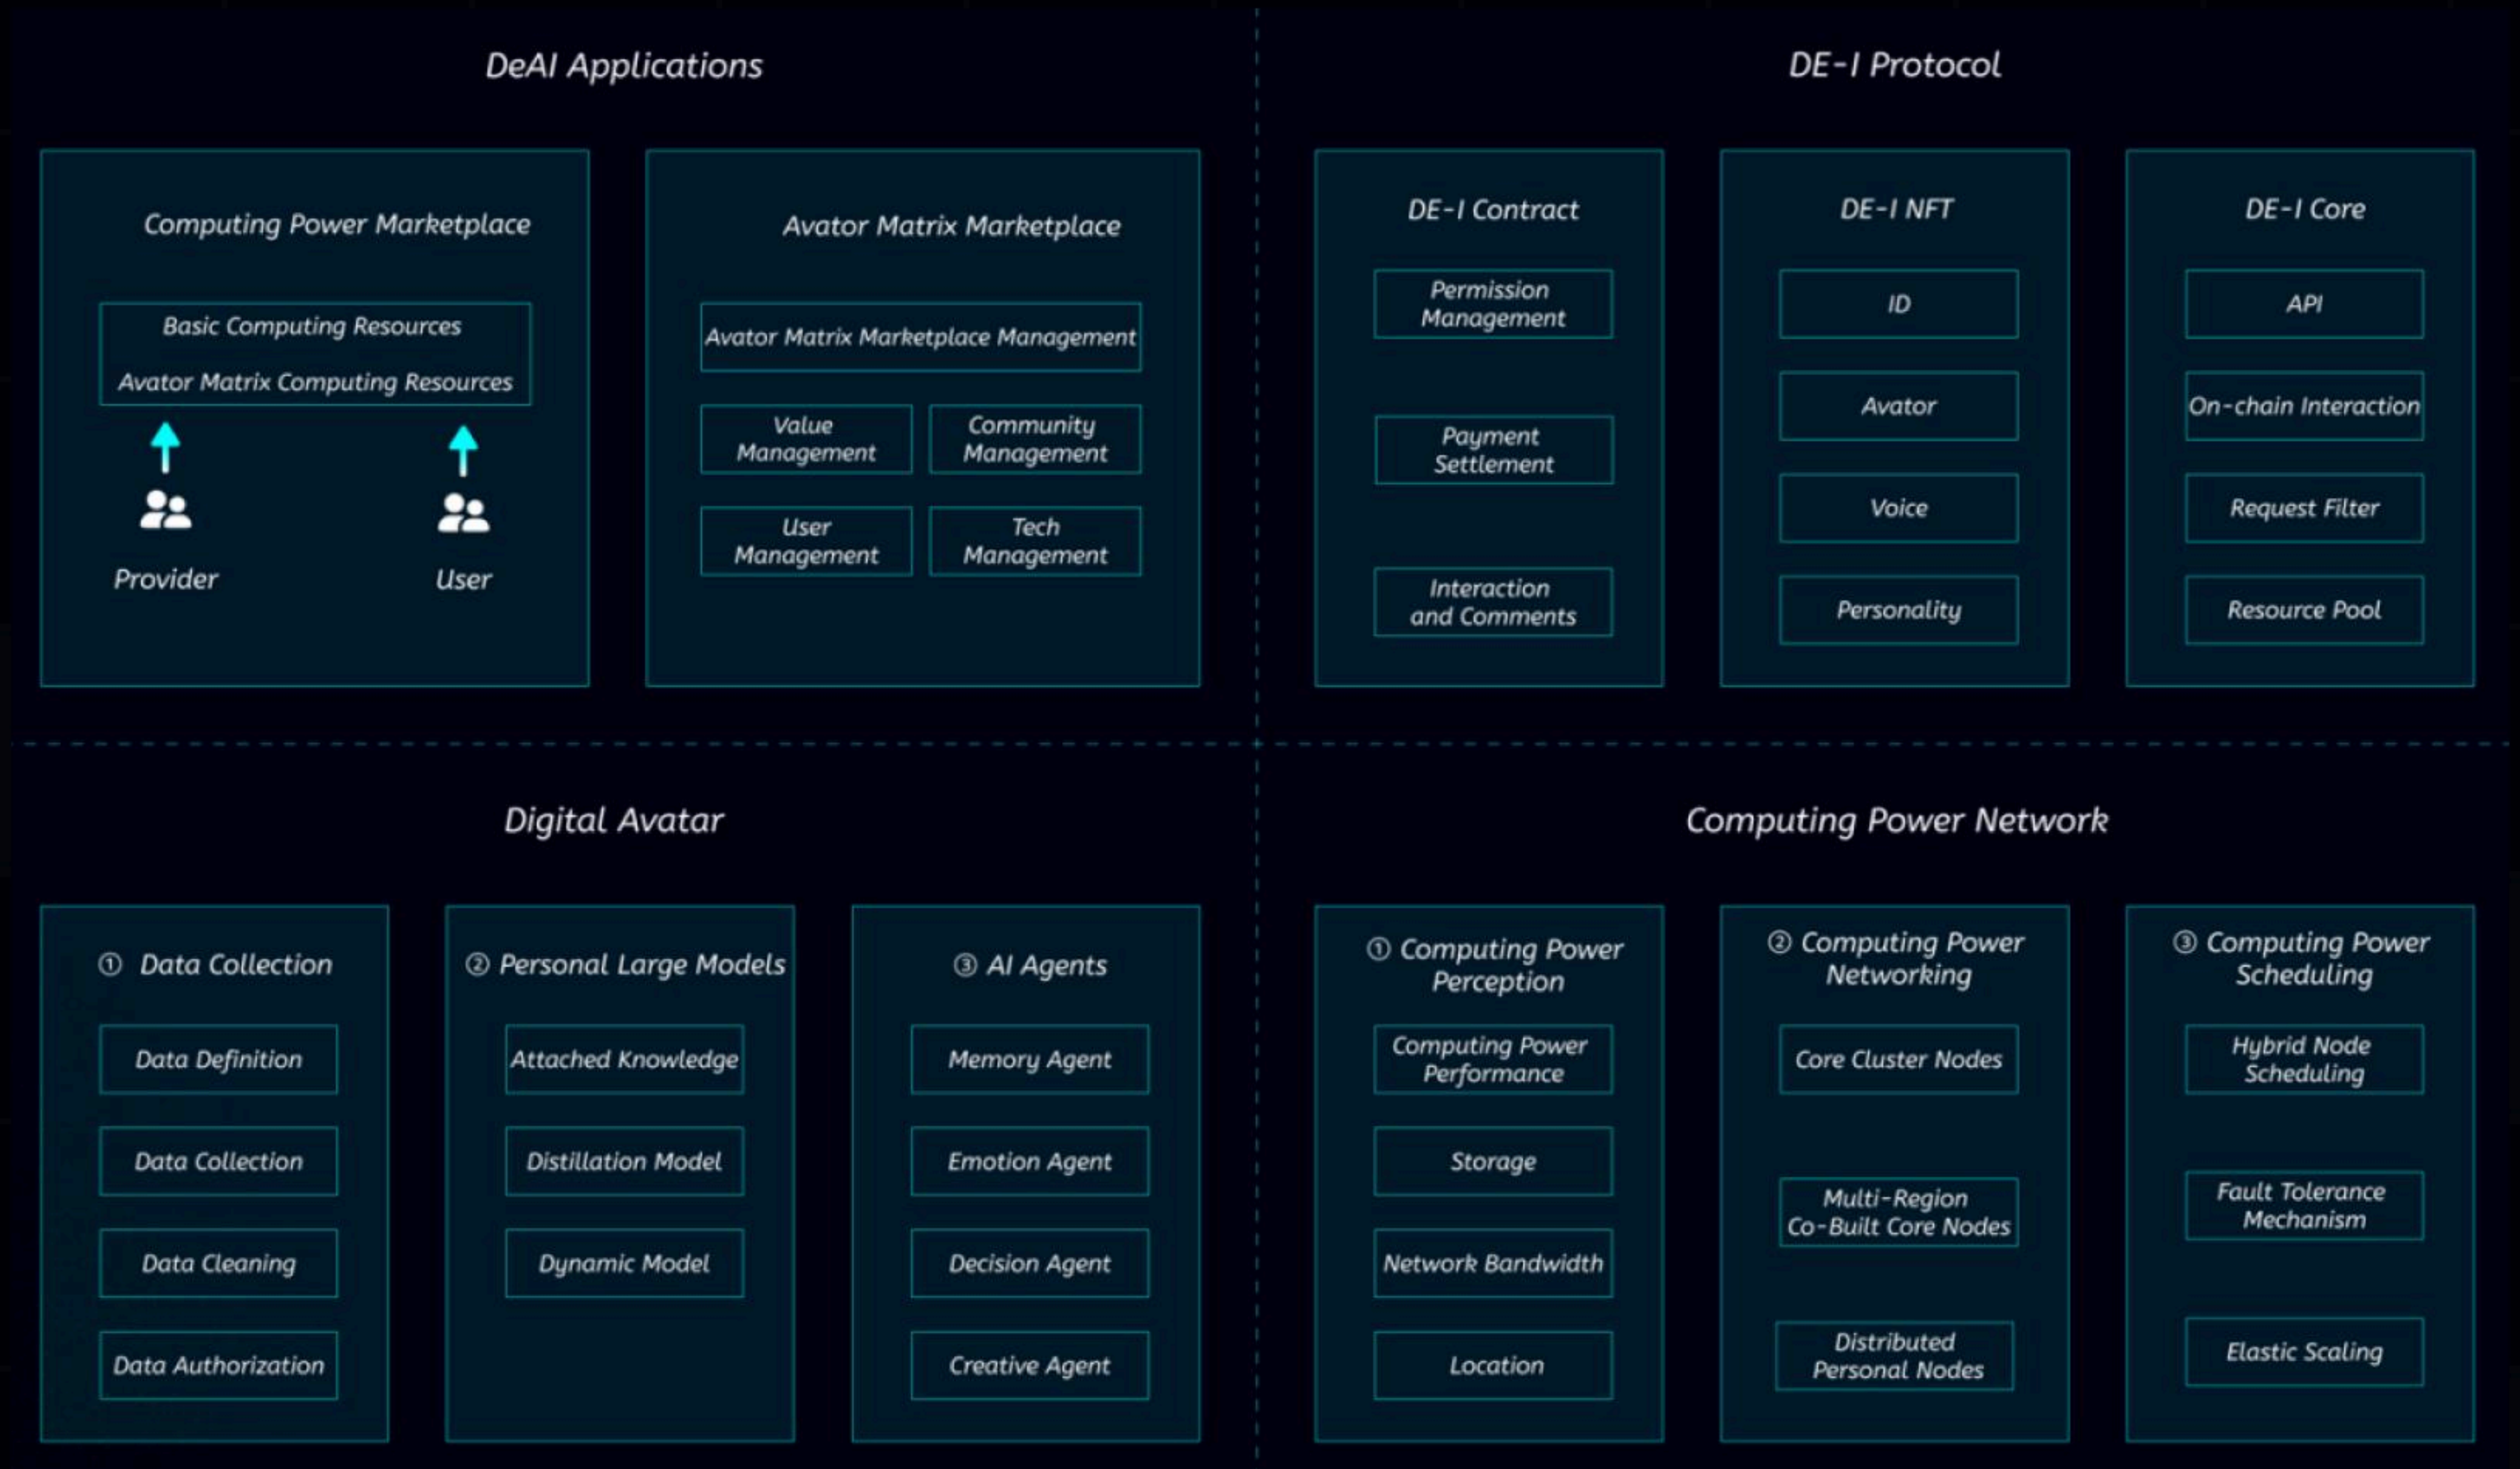 DeAI Applications
Computing Power Marketplace
Basic Computing Resources
Avator Matrix Computing Resources
Provider
User
Avator Matrix Marketplace
Avator Matrix Marketplace Management
Value
Management
Community
Management
User
Management
Tech
Management
DE-I Protocol
DE-I Contract
Permission
Management
Payment
Settlement
Interaction
and Comments
DE-I NFT
ID
Avator
Voice
Personality
DE-I Core
API
On-chain Interaction
Request Filter
Resource Pool
Digital Avatar
① Data Collection
Data Definition
Data Collection
Data Cleaning
Data Authorization
② Personal Large Models
Attached Knowledge
Distillation Model
Dynamic Model
③ AI Agents
Memory Agent
Emotion Agent
Decision Agent
Creative Agent
Computing Power Network
① Computing Power
Perception
Computing Power
Performance
Storage
Network Bandwidth
Location
② Computing Power
Networking
Core Cluster Nodes
Multi-Region
Co-Built Core Nodes
Distributed
Personal Nodes
③ Computing Power
Scheduling
Hybrid Node
Scheduling
Fault Tolerance
Mechanism
Elastic Scaling